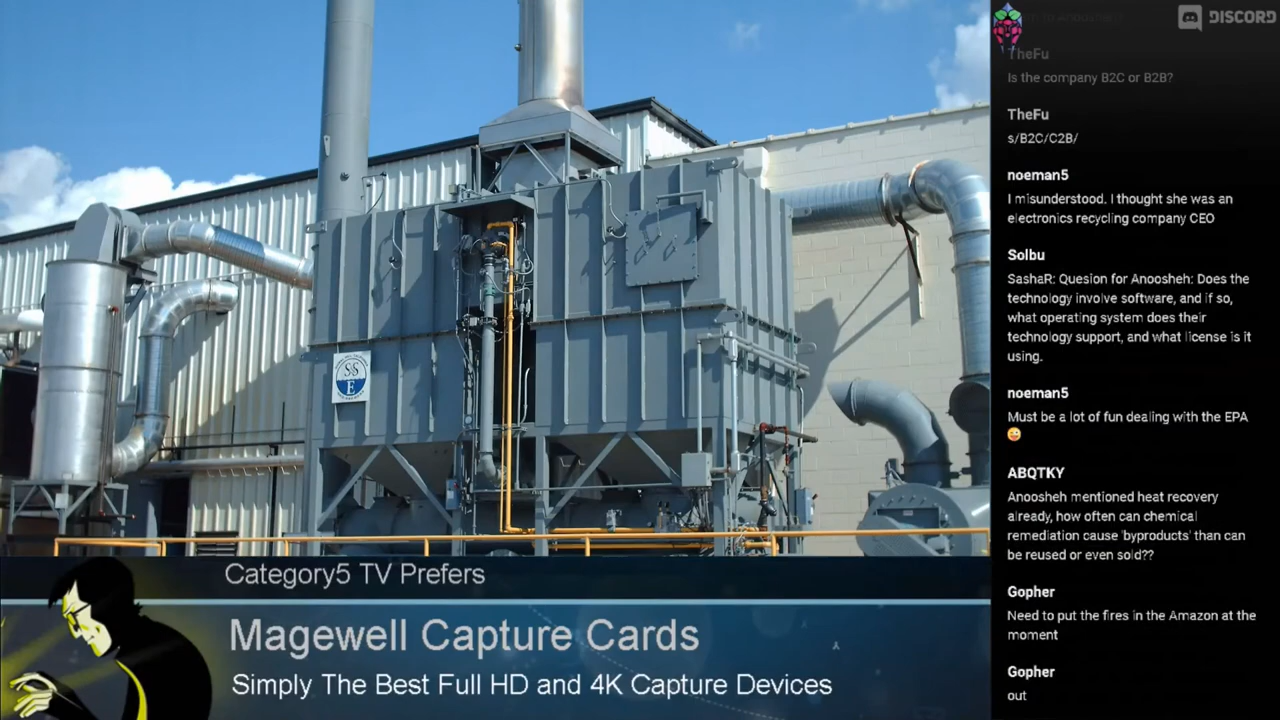 S&S
E
Category5 TV Prefers
Magewell Capture Cards
Simply The Best Full HD and 4K Capture Devices
DISCORD
TheFu
Is the company B2C or B2B?
TheFu
s/B2C/C2B/
noeman5
I misunderstood. I thought she was an
electronics recycling company CEO
Solbu
SashaR: Quesion for Anoosheh: Does the
technology involve software, and if so,
what operating system does their
technology support, and what license is it
using.
noeman5
Must be a lot of fun dealing with the EPA
ABQTKY
Anoosheh mentioned heat recovery
already, how often can chemical
remediation cause 'byproducts' than can
be reused or even sold??
Gopher
Need to put the fires in the Amazon at the
moment
Gopher
out